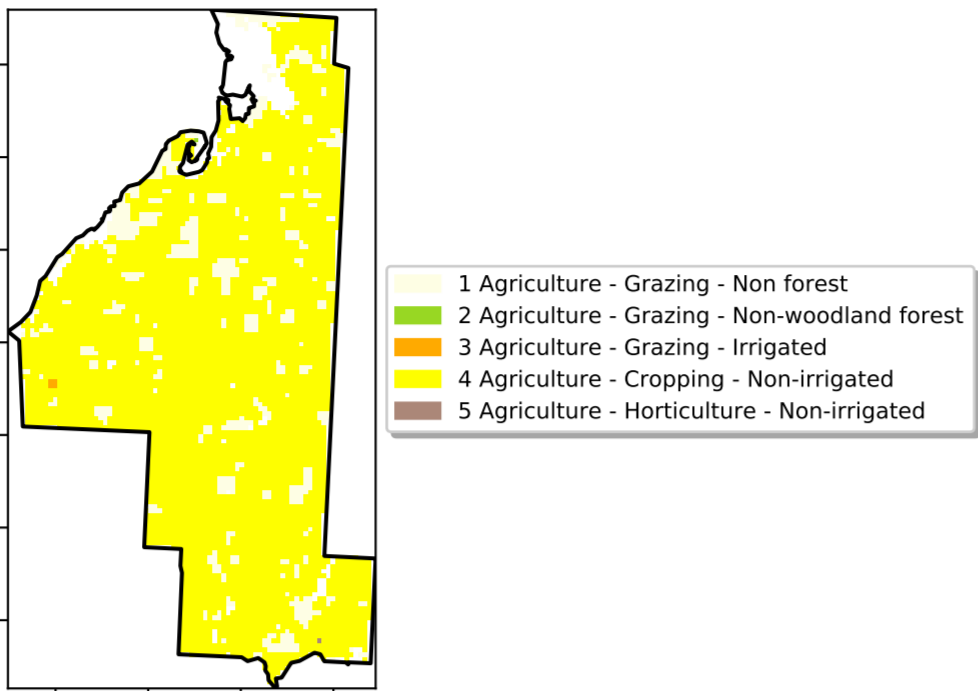 1 Agriculture - Grazing - Non forest
2 Agriculture - Grazing - Non-woodland forest
3 Agriculture - Grazing - Irrigated
4 Agriculture - Cropping - Non-irrigated
5 Agriculture - Horticulture - Non-irrigated